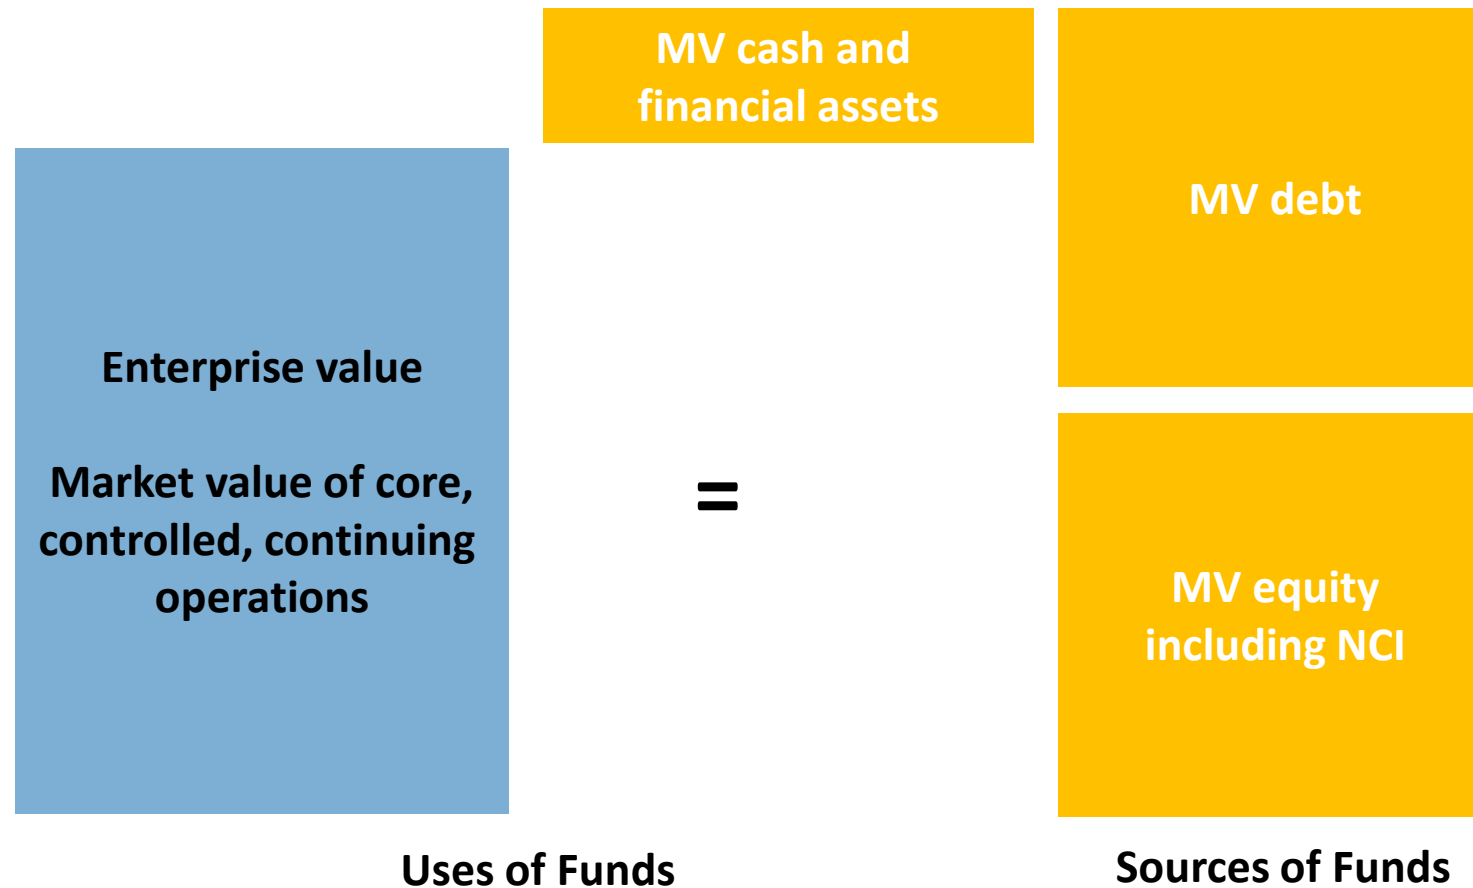 MV cash and
financial assets
MV debt
Enterprise value
Market value of core,
controlled, continuing
operations
=
MV equity
including NCI
Uses of Funds
Sources of Funds